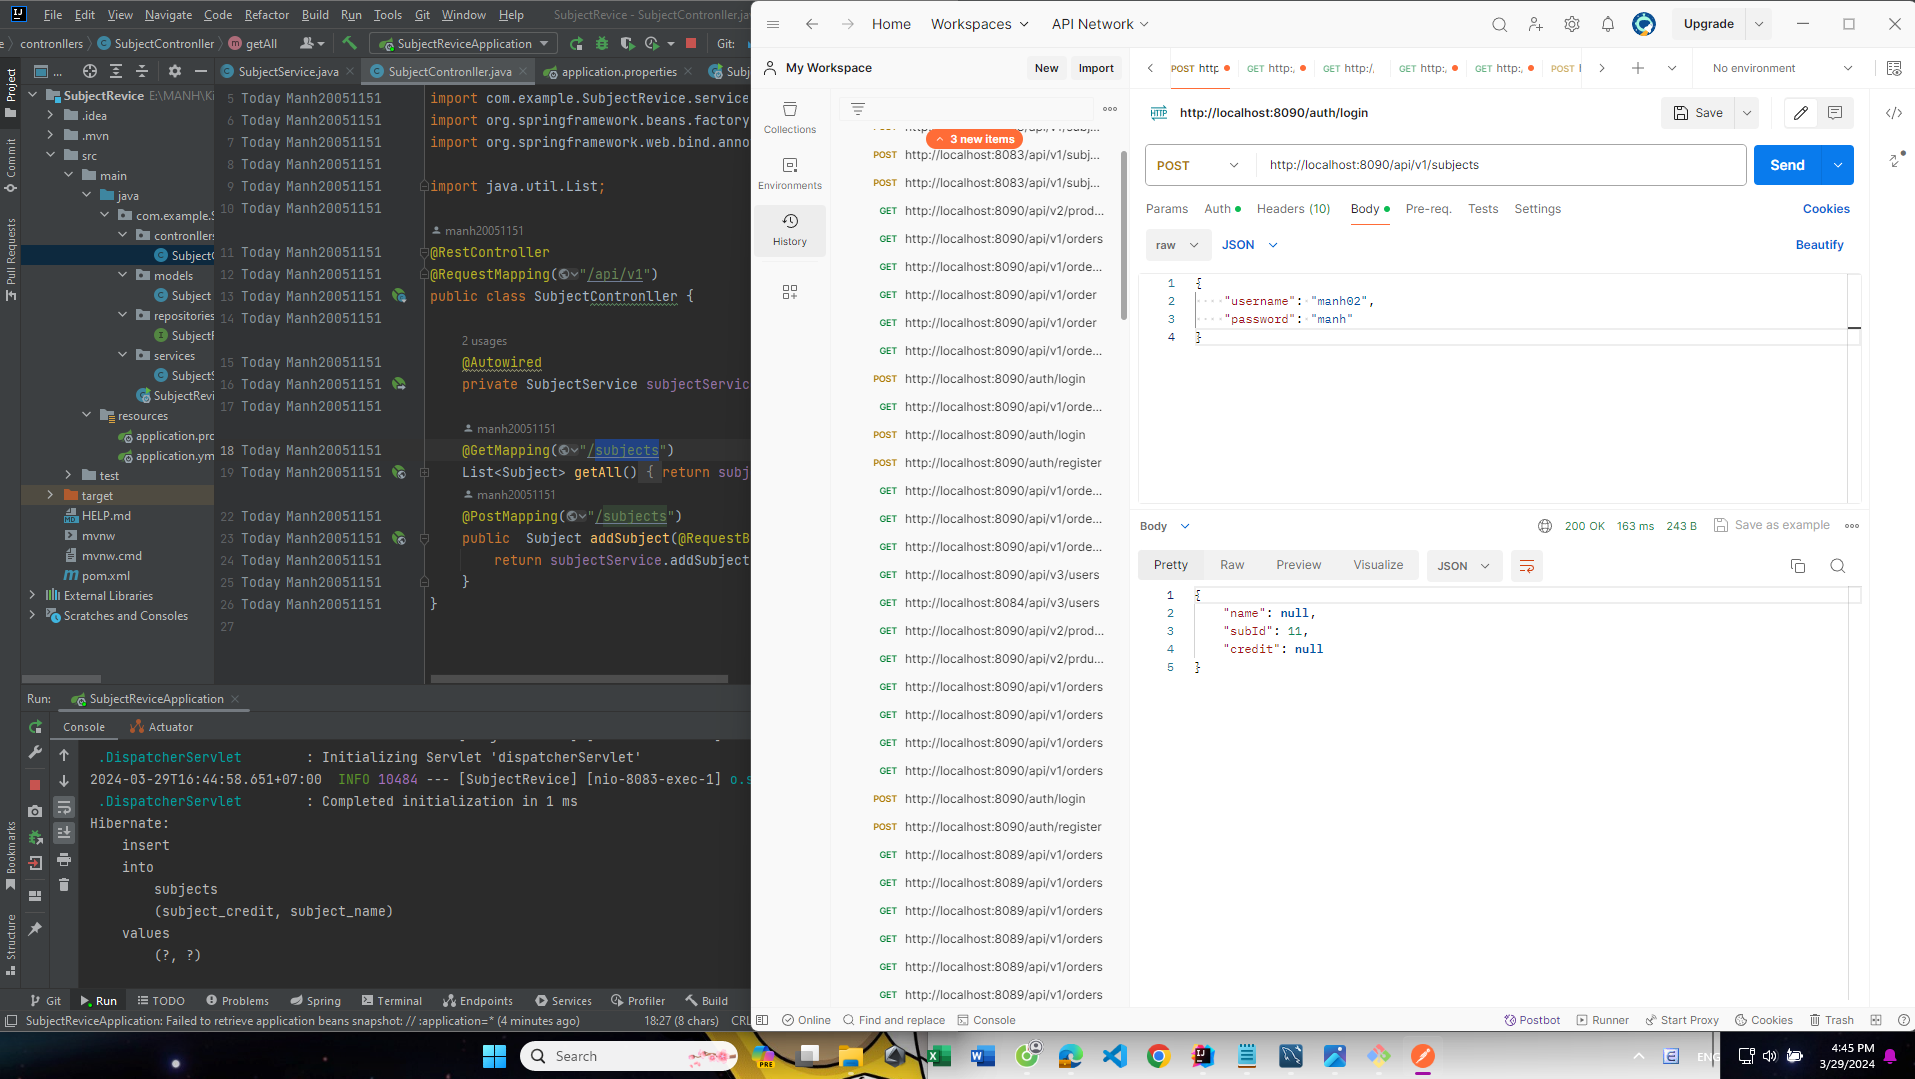 File Edit View Navigate Code Refactor Build Run Tools Git Window Help SubjectRevice - SubjectContronller.jav
controllers SubjectContronller getAll SubjectReviceApplication Git:
Project
Commit
Pull Requests
Bookmarks
Structure
SubjectService.java SubjectContronller.java application.properties Sub
SubjectRevice E:\MANH\Ki
.idea
.mvn
src
main
java
com.example.S
contronllers
SubjectC
models
Subject
repositories
SubjectR
services
SubjectS
SubjectRevi
resources
application.pro
application.ym
test
target
HELP.md
mvnw
mvnw.cmd
pom.xml
External Libraries
Scratches and Consoles
5 Today Manh20051151 import com.example.SubjectRevice.service
6 Today Manh20051151 import org.springframework.beans.factory
7 Today Manh20051151 import org.springframework.web.bind.anno
8 Today Manh20051151
9 Today Manh20051151 import java.util.List;
10 Today Manh20051151
manh20051151
11 Today Manh20051151 @RestController
12 Today Manh20051151 @RequestMapping("/api/v1")
13 Today Manh20051151 public class SubjectContronller {
14 Today Manh20051151
2 usages
15 Today Manh20051151 @Autowired
16 Today Manh20051151 private SubjectService subjectServic
17 Today Manh20051151
manh20051151
18 Today Manh20051151 @GetMapping("/subjects")
19 Today Manh20051151 List<Subject> getAll() { return subj
manh20051151
22 Today Manh20051151 @PostMapping("/subjects")
23 Today Manh20051151 public Subject addSubject(@RequestB
24 Today Manh20051151 return subjectService.addSubject
25 Today Manh20051151 }
26 Today Manh20051151 }
27
Run: SubjectReviceApplication
Console Actuator
.DispatcherServlet : Initializing Servlet 'dispatcherServlet'
2024-03-29T16:44:58.651+07:00 INFO 10484 --- [SubjectRevice] [nio-8083-exec-1] o.s
.DispatcherServlet : Completed initialization in 1 ms
Hibernate:
insert
into
subjects
(subject_credit, subject_name)
values
(?, ?)
Git Run TODO Problems Spring Terminal Endpoints Services Profiler Build
SubjectReviceApplication: Failed to retrieve application beans snapshot: // :application=* (4 minutes ago) 18:27 (8 chars) CRL
Home Workspaces API Network Upgrade
My Workspace New Import
Collections
Environments
History
3 new items
POST http://localhost:8083/api/v1/subj...
POST http://localhost:8083/api/v1/subj...
GET http://localhost:8090/api/v2/prod...
GET http://localhost:8090/api/v1/orders
GET http://localhost:8090/api/v1/orde...
GET http://localhost:8090/api/v1/order
GET http://localhost:8090/api/v1/order
GET http://localhost:8090/api/v1/orde...
POST http://localhost:8090/auth/login
GET http://localhost:8090/api/v1/orde...
POST http://localhost:8090/auth/login
POST http://localhost:8090/auth/register
GET http://localhost:8090/api/v1/orde...
GET http://localhost:8090/api/v1/orde...
GET http://localhost:8090/api/v1/orde...
GET http://localhost:8090/api/v3/users
GET http://localhost:8084/api/v3/users
GET http://localhost:8090/api/v2/prod...
GET http://localhost:8090/api/v2/prdu...
GET http://localhost:8090/api/v1/orders
GET http://localhost:8090/api/v1/orders
GET http://localhost:8090/api/v1/orders
GET http://localhost:8090/api/v1/orders
POST http://localhost:8090/auth/login
POST http://localhost:8090/auth/register
GET http://localhost:8089/api/v1/orders
GET http://localhost:8089/api/v1/orders
GET http://localhost:8089/api/v1/orders
GET http://localhost:8089/api/v1/orders
GET http://localhost:8089/api/v1/orders
GET http://localhost:8089/api/v1/orders
POST http GET http:, GET http:/, GET http:, GET http:, POST No environment
HTTP http://localhost:8090/auth/login Save
POST http://localhost:8090/api/v1/subjects Send
Params Auth Headers (10) Body Pre-req. Tests Settings Cookies
raw JSON Beautify
1 {
2 "username": "manh02",
3 "password": "manh"
4 }
Body 200 OK 163 ms 243 B Save as example
Pretty Raw Preview Visualize JSON
1 {
2 "name": null,
3 "subId": 11,
4 "credit": null
5 }
Online Find and replace Console Postbot Runner Start Proxy Cookies Trash
Search
PRE
ENG
4:45 PM
3/29/2024